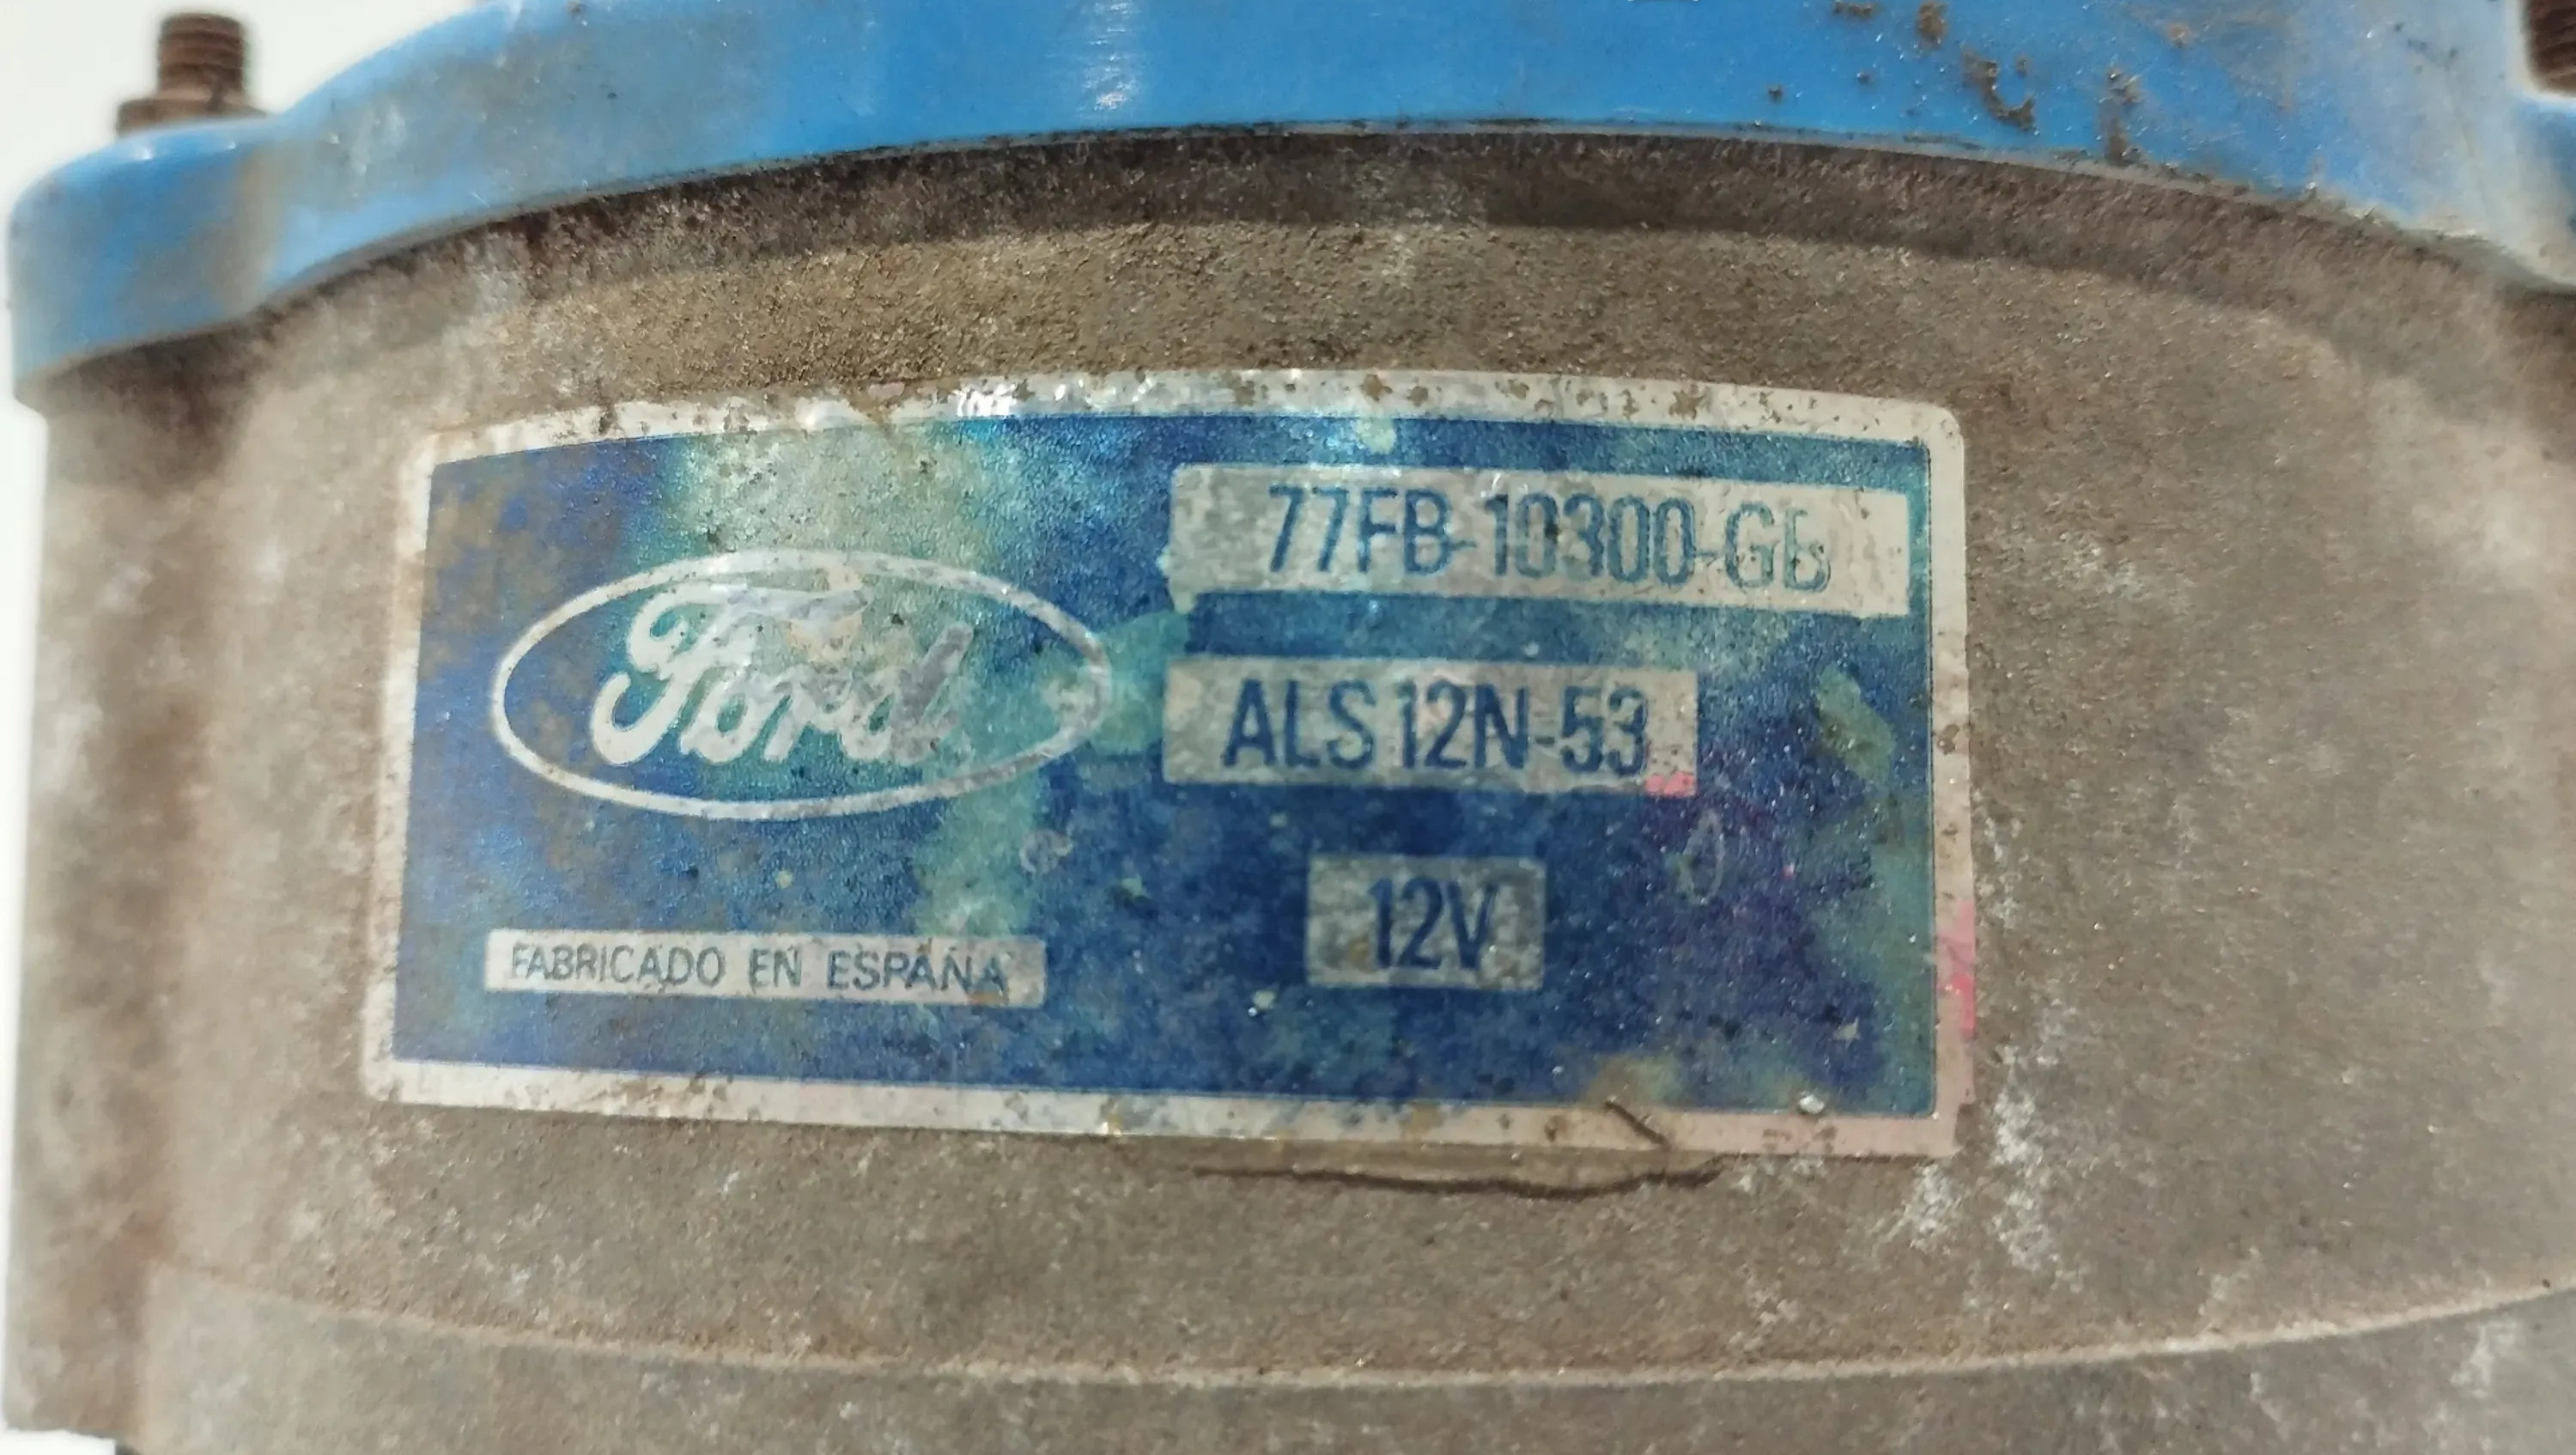 77FB-10300-GB
Ford
ALS 12N-53
12V
FABRICADO EN ESPAÑA